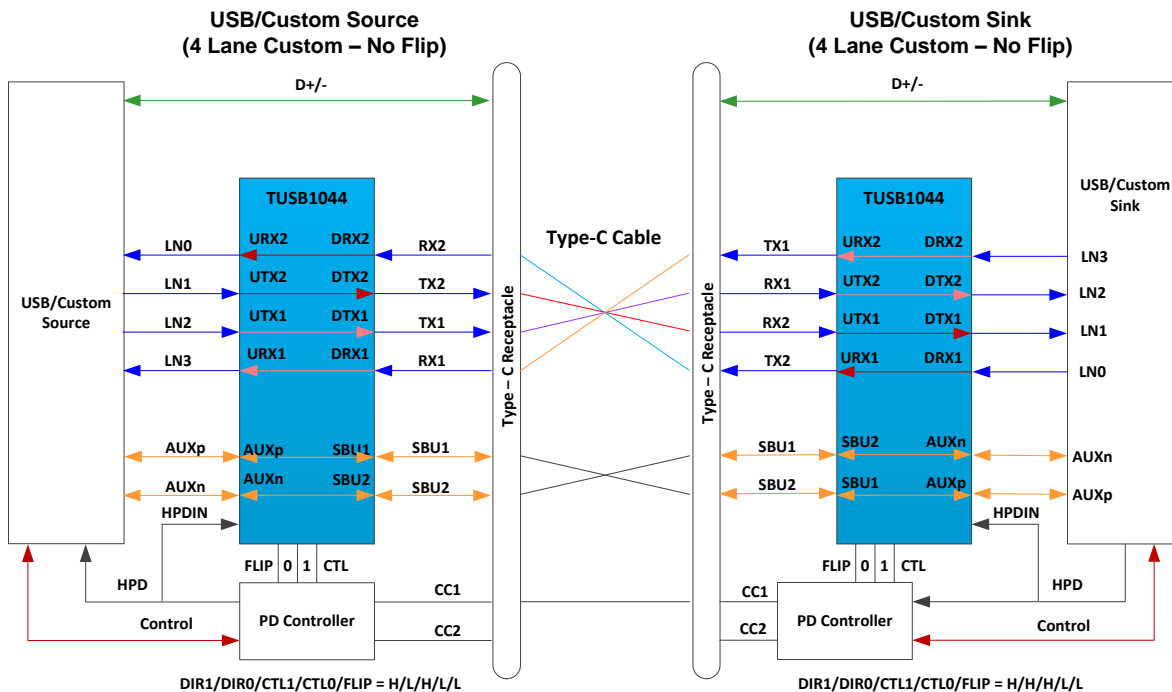 USB/Custom Source
(4 Lane Custom – No Flip)
USB/Custom Sink
(4 Lane Custom – No Flip)
D+/-
D+/-
USB/Custom
Source
TUSB1044
LN0
URX2
DRX2
RX2
LN1
UTX2
DTX2
TX2
LN2
UTX1
DTX1
TX1
LN3
URX1
DRX1
RX1
AUXp
AUXp
SBU1
SBU1
AUXn
AUXn
SBU2
SBU2
HPDIN
FLIP
0
1
CTL
HPD
PD Controller
Control
CC1
CC2
Type – C Receptacle
Type-C Cable
Type – C Receptacle
TUSB1044
USB/Custom
Sink
TX1
URX2
DRX2
LN3
RX1
UTX2
DTX2
LN2
RX2
UTX1
DTX1
LN1
TX2
URX1
DRX1
LN0
SBU1
SBU2
AUXn
AUXn
SBU2
SBU1
AUXp
AUXp
HPDIN
FLIP
0
1
CTL
HPD
CC1
CC2
PD Controller
Control
DIR1/DIR0/CTL1/CTL0/FLIP = H/L/H/L/L
DIR1/DIR0/CTL1/CTL0/FLIP = H/H/H/L/L